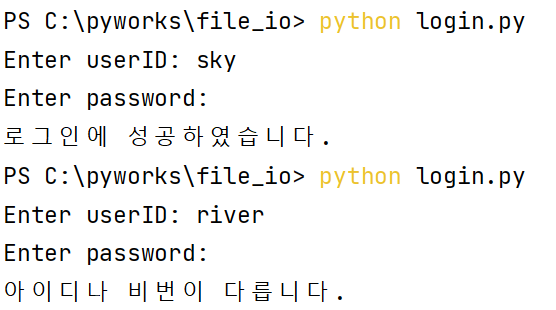 PS C:\pyworks\file_io> python login.py
Enter userID: sky
Enter password:
로그인에 성공하였습니다.
PS C:\pyworks\file_io> python login.py
Enter userID: river
Enter password:
아이디나 비번이 다릅니다.